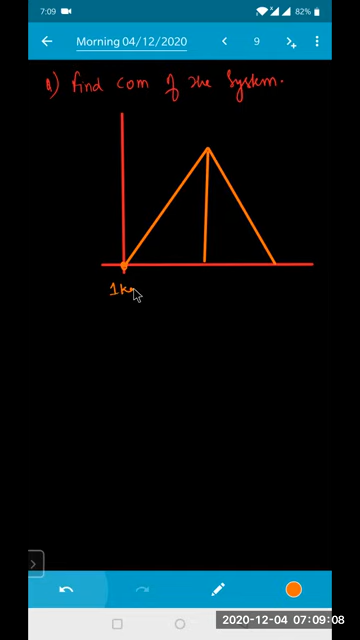 7:09
82%
Morning 04/12/2020
9
Q) Find com of the System.
1kg
2020-12-04 07:09:08